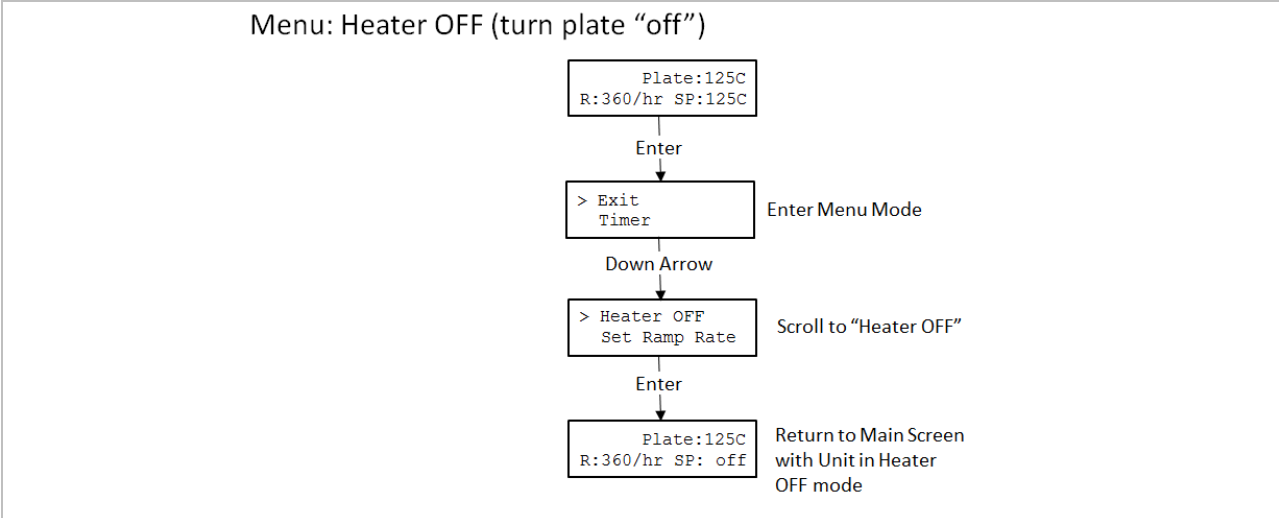 Menu: Heater OFF (turn plate “off”)
Plate:125C
R:360/hr SP:125C
Enter
> Exit
Timer
Enter Menu Mode
Down Arrow
> Heater OFF
Set Ramp Rate
Scroll to “Heater OFF”
Enter
Plate:125C
R:360/hr SP: off
Return to Main Screen
with Unit in Heater
OFF mode